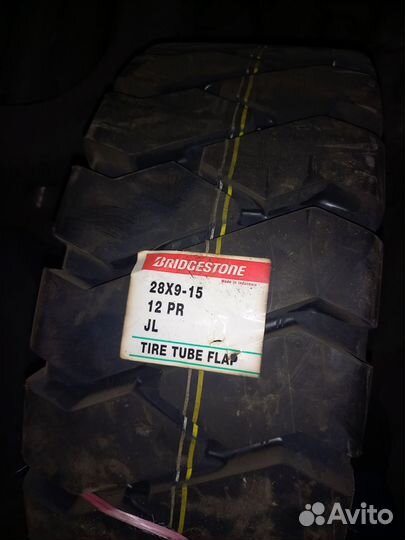 BRIDGESTONE
Made in Indonesia
28X9-15
12 PR
JL
TIRE TUBE FLAP
Avito